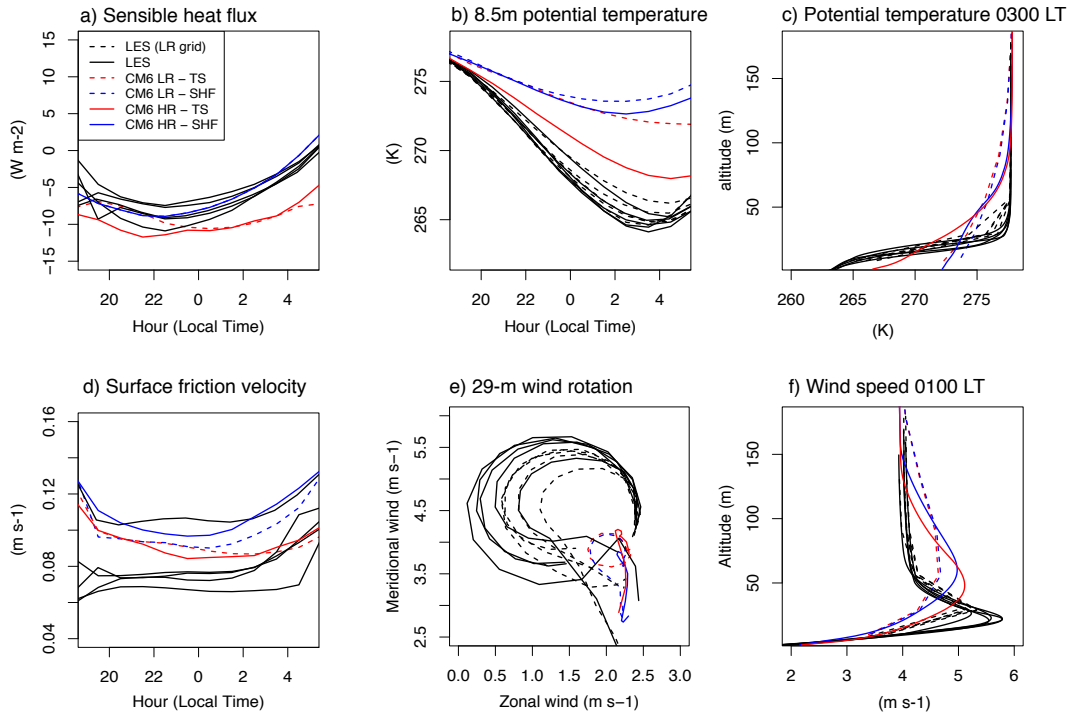 a) Sensible heat flux
15
10
5
0
−5
−10
−15
(W m-2)
LES (LR grid)
LES
CM6 LR − TS
CM6 LR − SHF
CM6 HR − TS
CM6 HR − SHF
20 22 0 2 4
Hour (Local Time)
b) 8.5m potential temperature
275
270
265
(K)
20 22 0 2 4
Hour (Local Time)
c) Potential temperature 0300 LT
150
100
50
altitude (m)
260 265 270 275
(K)
d) Surface friction velocity
0.16
0.12
0.08
0.04
(m s-1)
20 22 0 2 4
Hour (Local Time)
e) 29-m wind rotation
5.5
4.5
3.5
2.5
Meridional wind (m s−1)
0.0 0.5 1.0 1.5 2.0 2.5 3.0
Zonal wind (m s−1)
f) Wind speed 0100 LT
150
100
50
Altitude (m)
2 3 4 5 6
(m s-1)